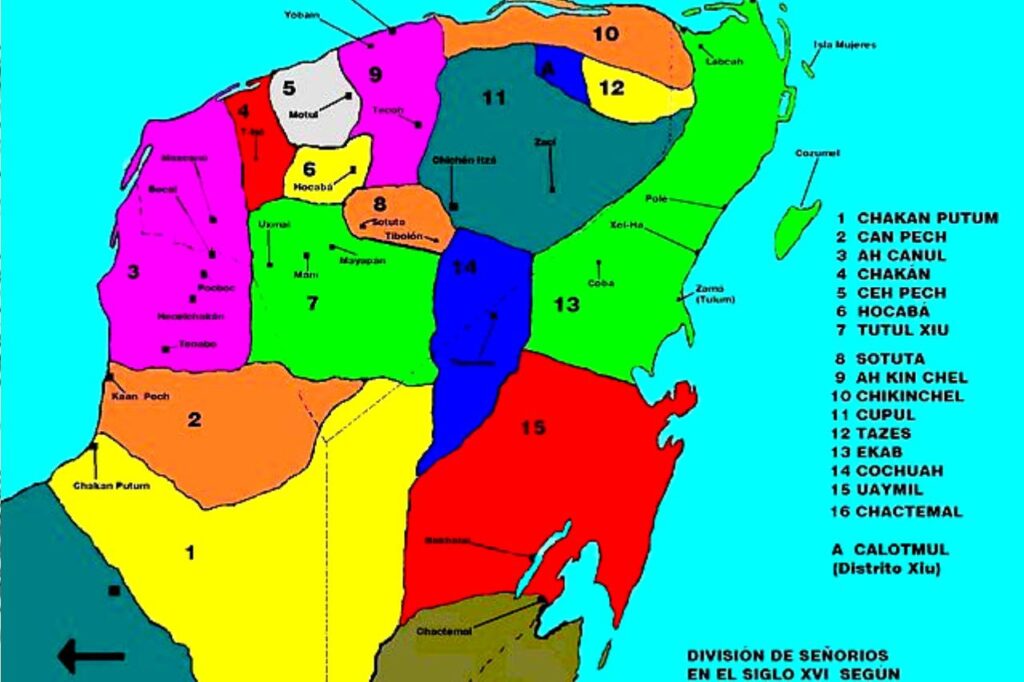 Yobain
10
Isla Mujeres
Labcah
9
A
5
12
11
4
Motul
Tecoh
Zací
Chichén Itzá
Cozumel
6
Hocabá
8
Sotuta
Tibolón
Pole
Uxmal
Xel-Ha
Mayapan
Maní
3
14
Pocboc
7
13
Coba
Zamá
(Tulum)
Tenabo
Kaan Pech
2
15
Chakan Putum
1
Chactemal
1 CHAKAN PUTUM
2 CAN PECH
3 AH CANUL
4 CHAKÁN
5 CEH PECH
6 HOCABÁ
7 TUTUL XIU
8 SOTUTA
9 AH KIN CHEL
10 CHIKINCHEL
11 CUPUL
12 TAZES
13 EKAB
14 COCHUAH
15 UAYMIL
16 CHACTEMAL
A CALOTMUL
(Distrito Xiu)
DIVISIÓN DE SEÑORIOS
EN EL SIGLO XVI SEGÚN